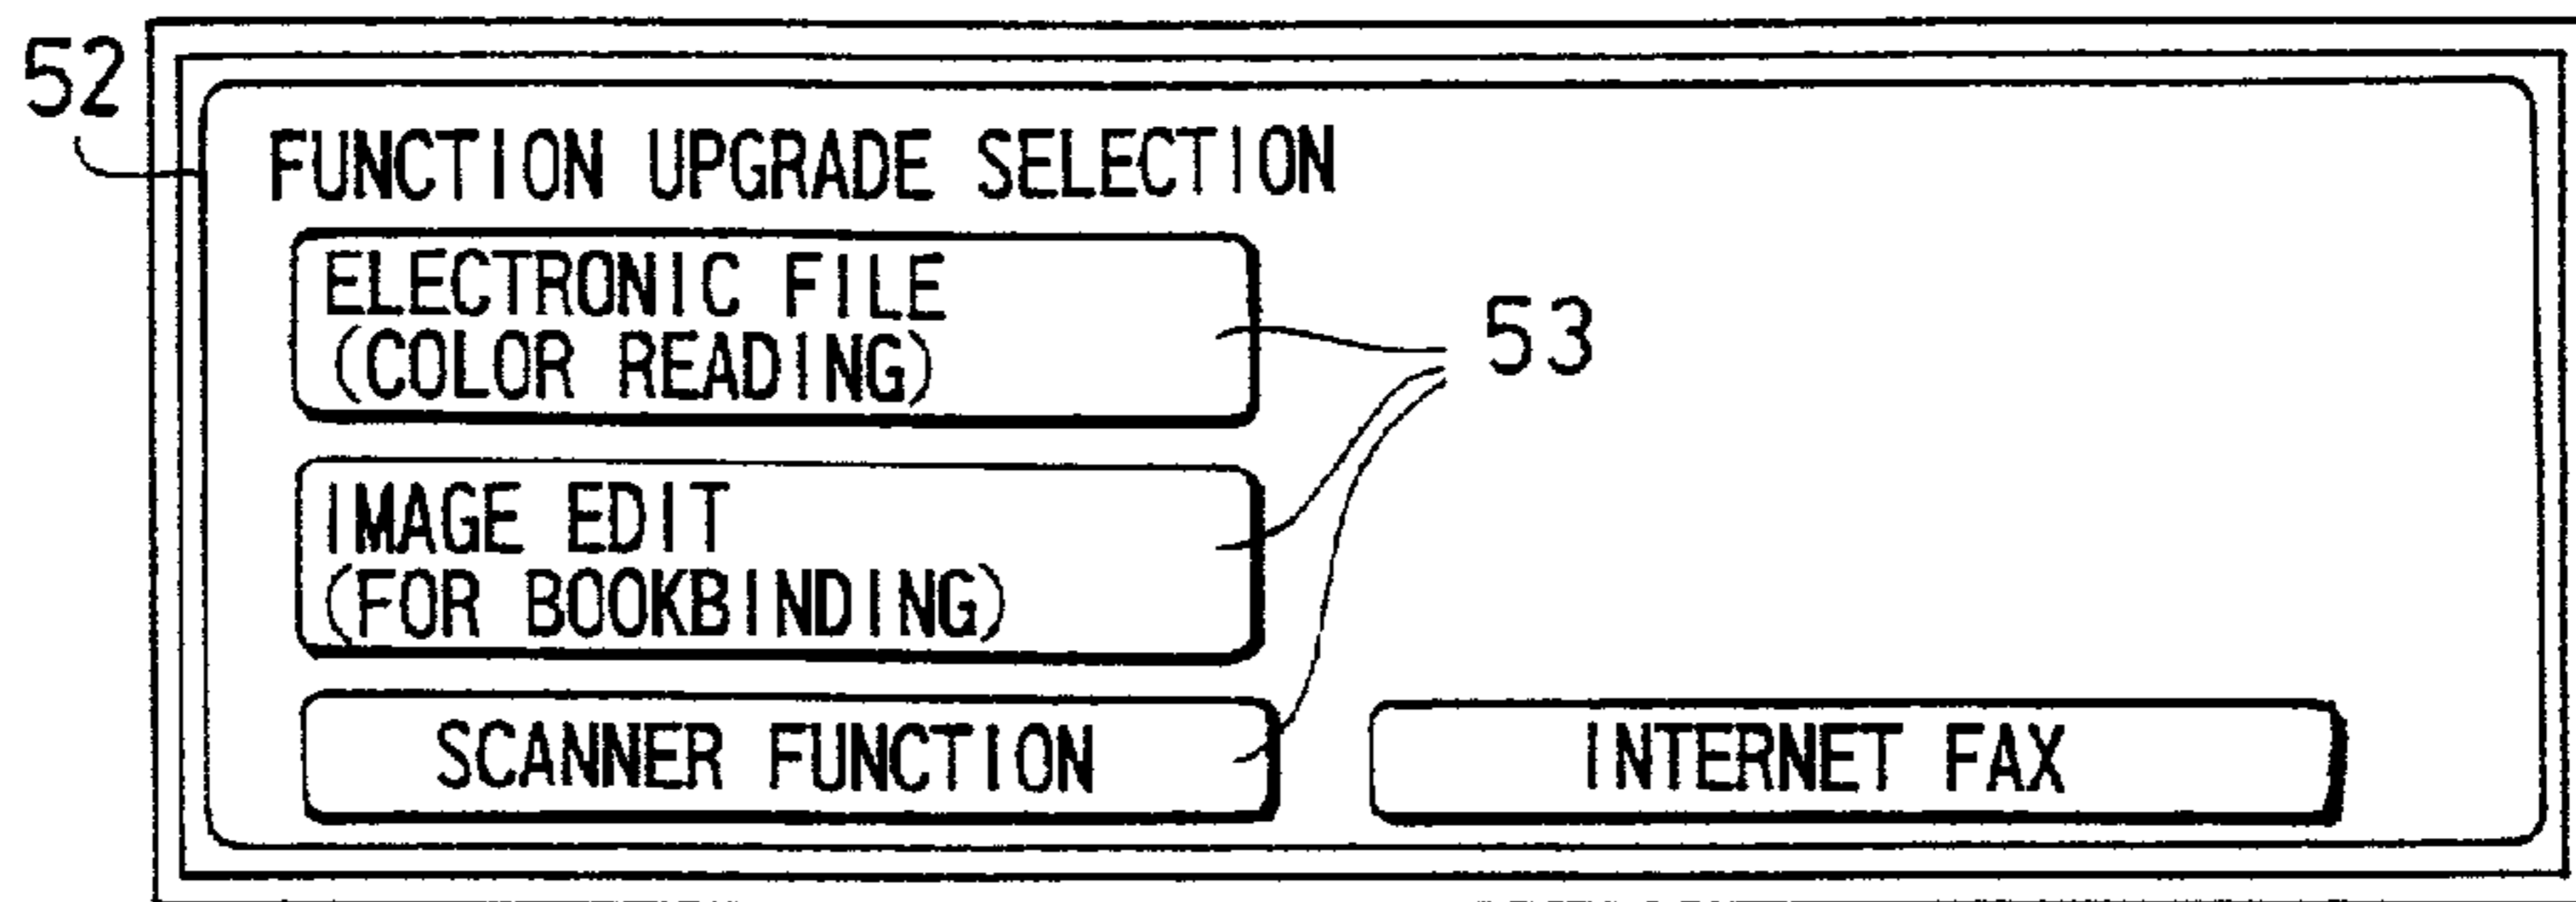 52
FUNCTION UPGRADE SELECTION
ELECTRONIC FILE
(COLOR READING)
53
IMAGE EDIT
(FOR BOOKBINDING)
SCANNER FUNCTION
INTERNET FAX